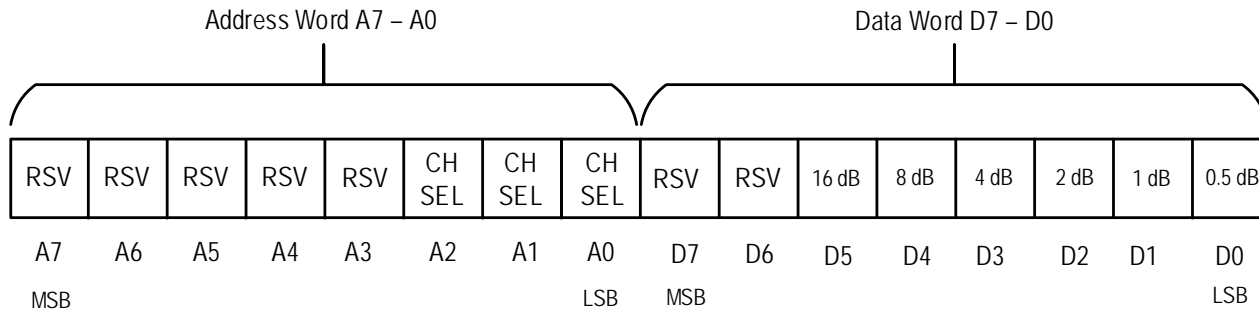 Address Word A7 – A0 Data Word D7 – D0
RSV RSV RSV RSV RSV CH SEL CH SEL CH SEL RSV RSV 16 dB 8 dB 4 dB 2 dB 1 dB 0.5 dB
A7 A6 A5 A4 A3 A2 A1 A0 D7 D6 D5 D4 D3 D2 D1 D0
MSB LSB MSB LSB